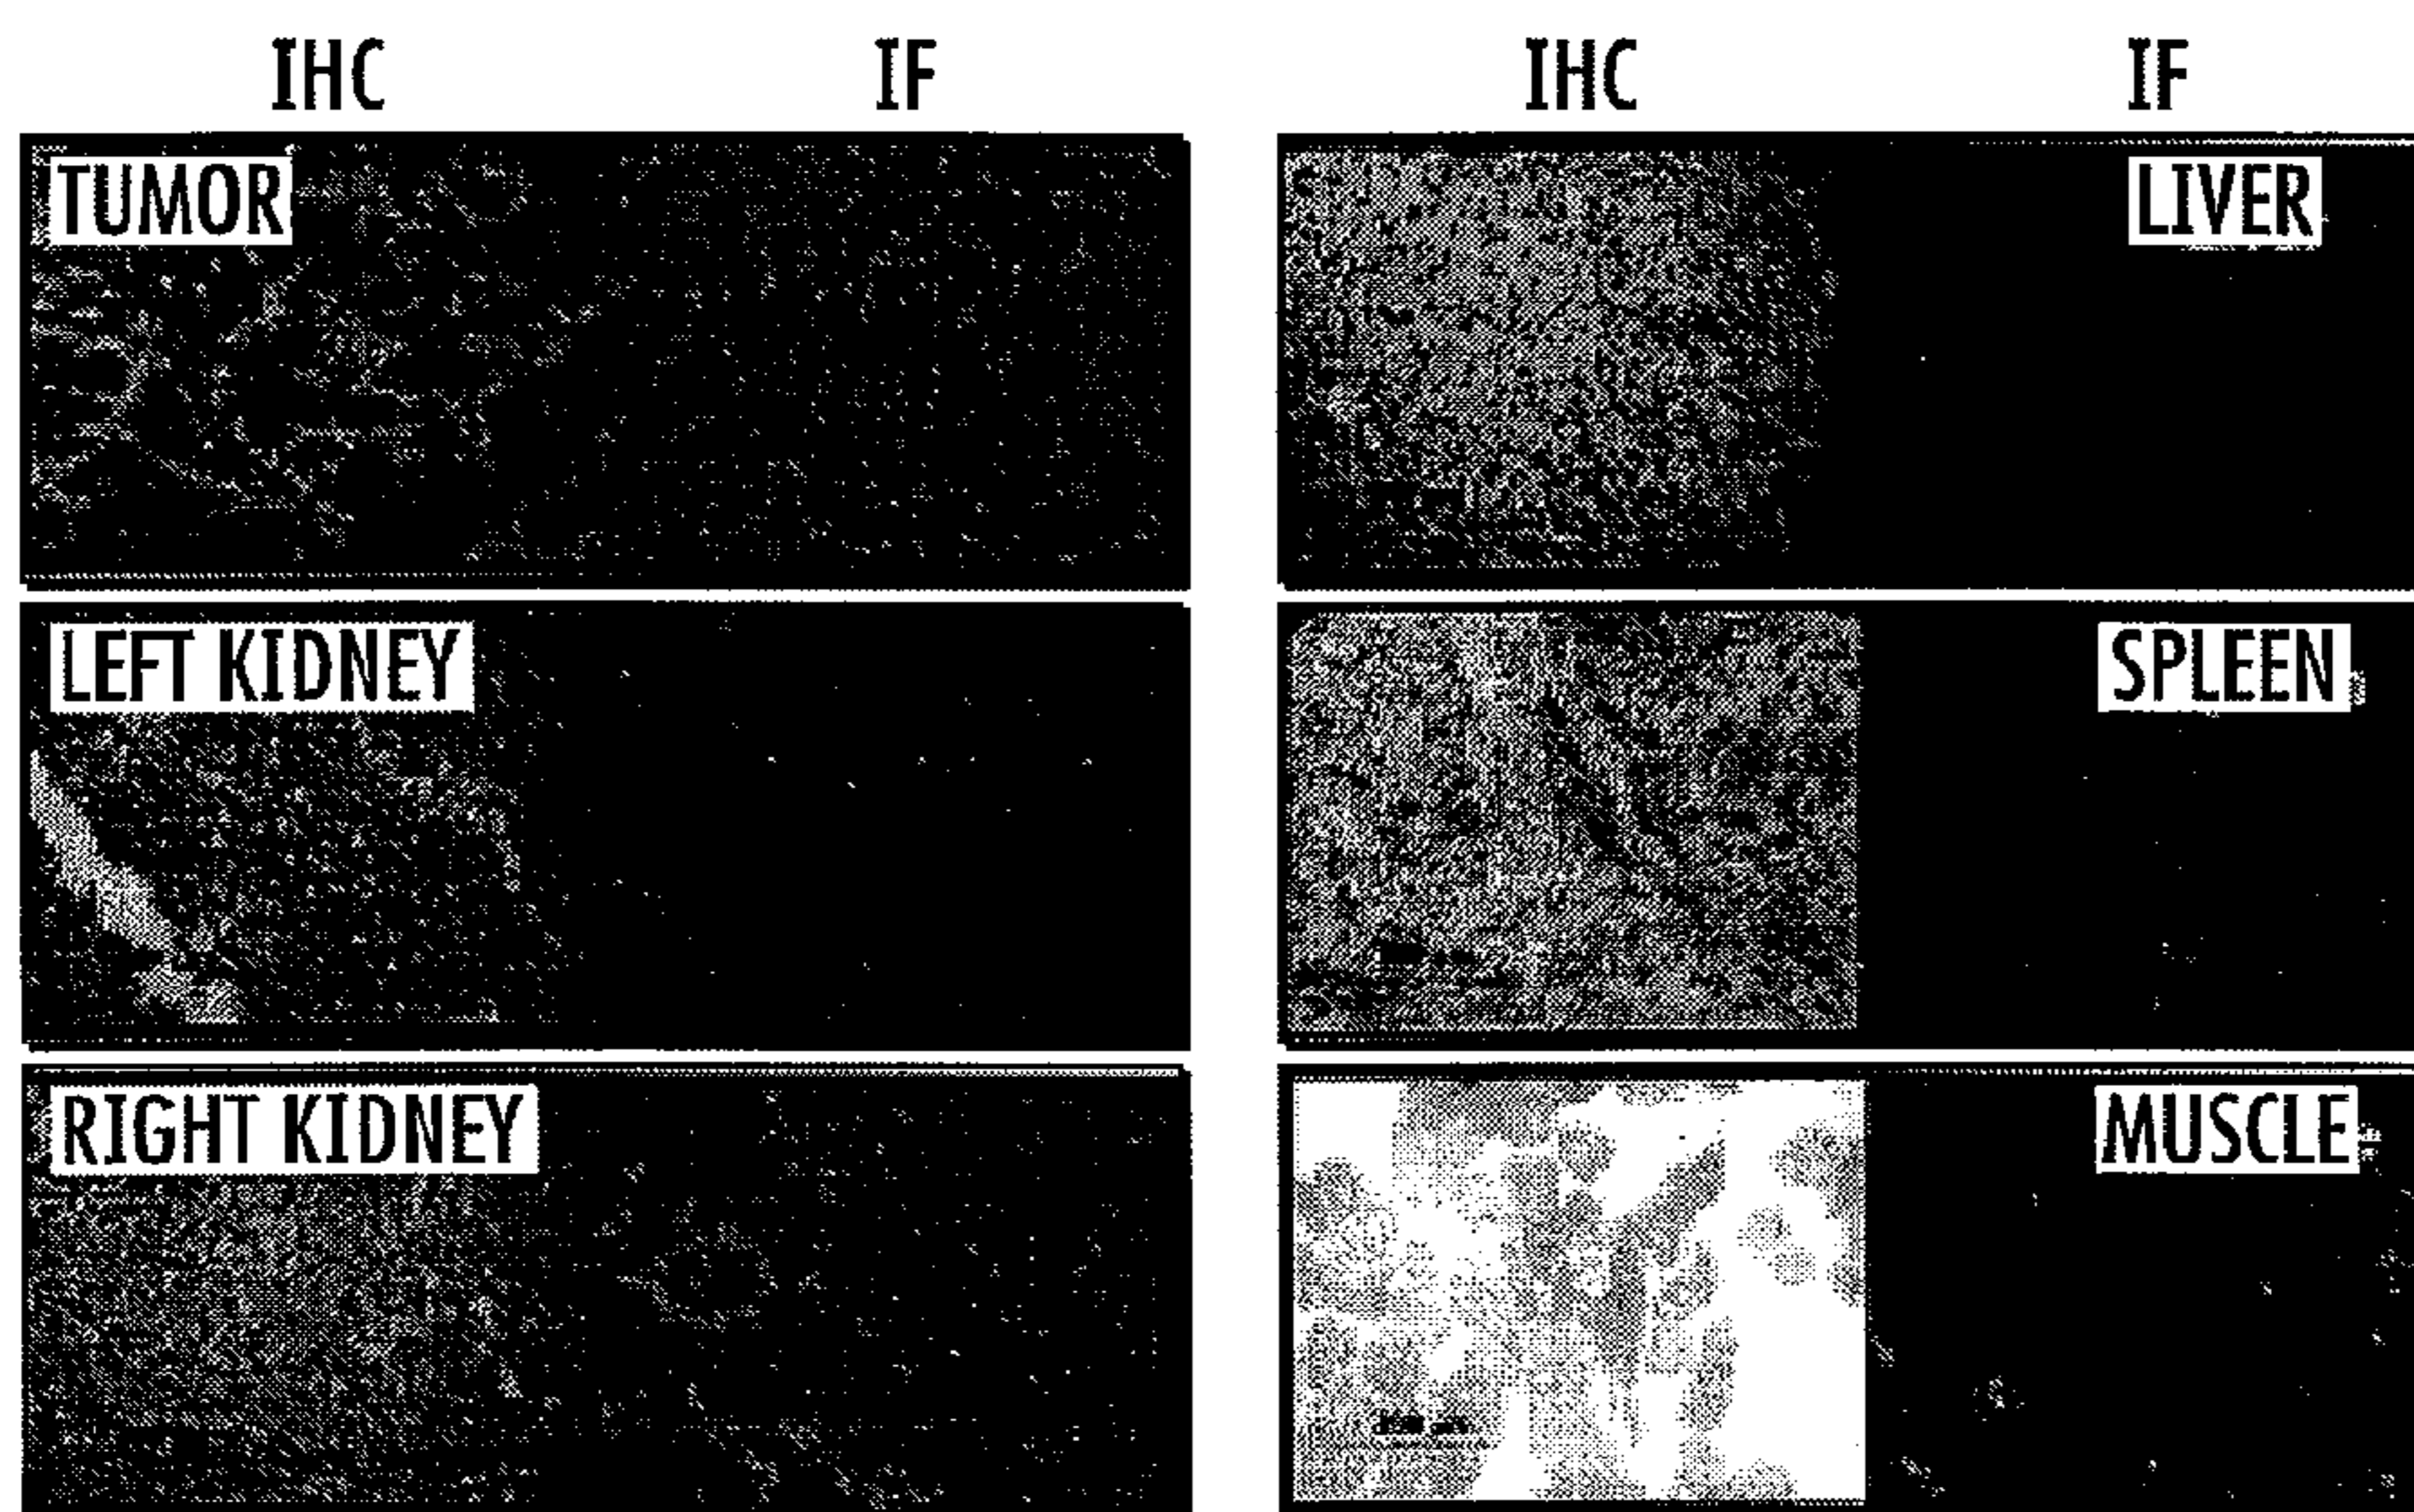 IHC IF IHC IF
TUMOR
LIVER
LEFT KIDNEY
SPLEEN
RIGHT KIDNEY
MUSCLE